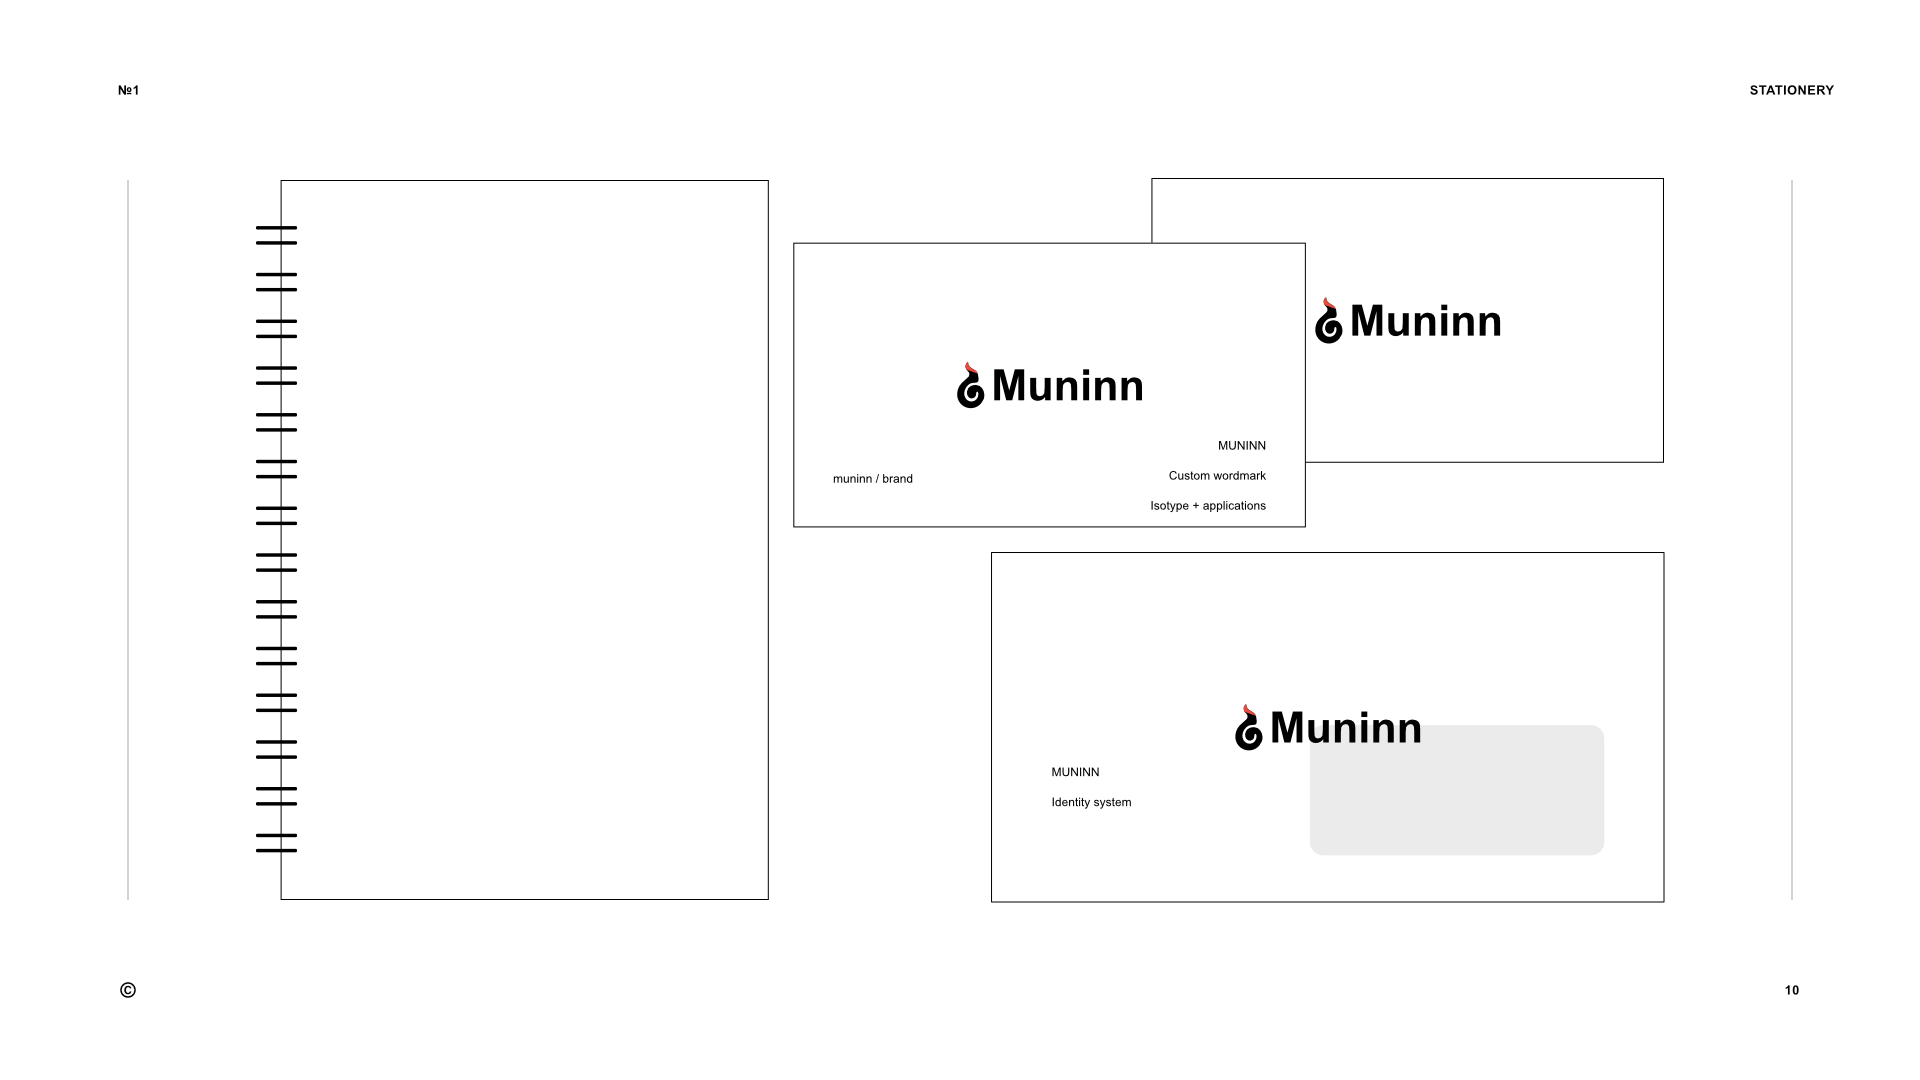 №1
STATIONERY
Muninn
Muninn
MUNINN
Custom wordmark
Isotype + applications
muninn / brand
Muninn
MUNINN
Identity system
©
10